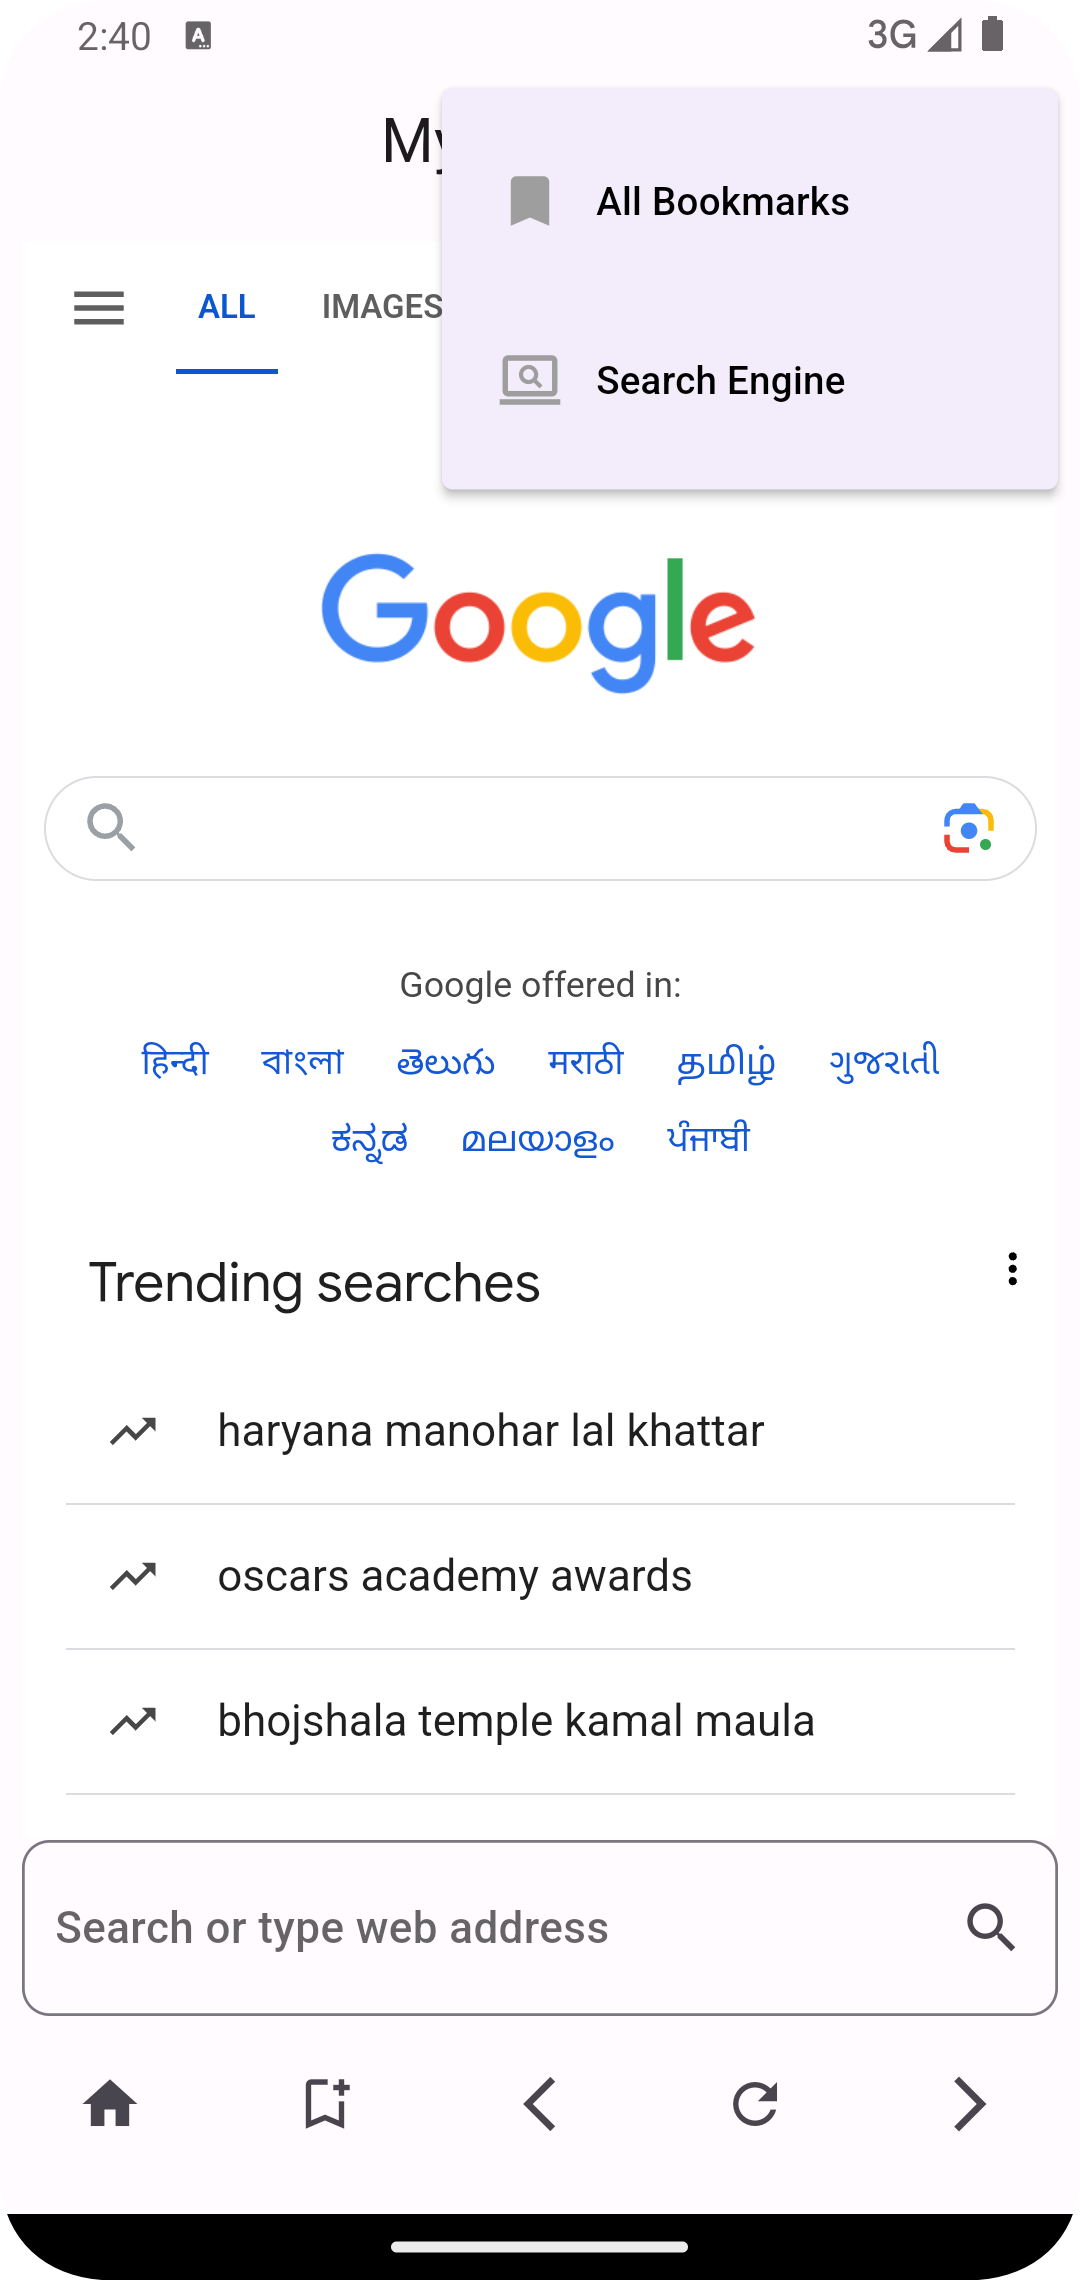 2:40
3G
My
All Bookmarks
Search Engine
ALL IMAGES
Google
Google offered in:
हिन्दी বাংলা తెలుగు मराठी தமிழ் ગુજરાતી
ಕನ್ನಡ മലയാളം ਪੰਜਾਬੀ
Trending searches
haryana manohar lal khattar
oscars academy awards
bhojshala temple kamal maula
Search or type web address